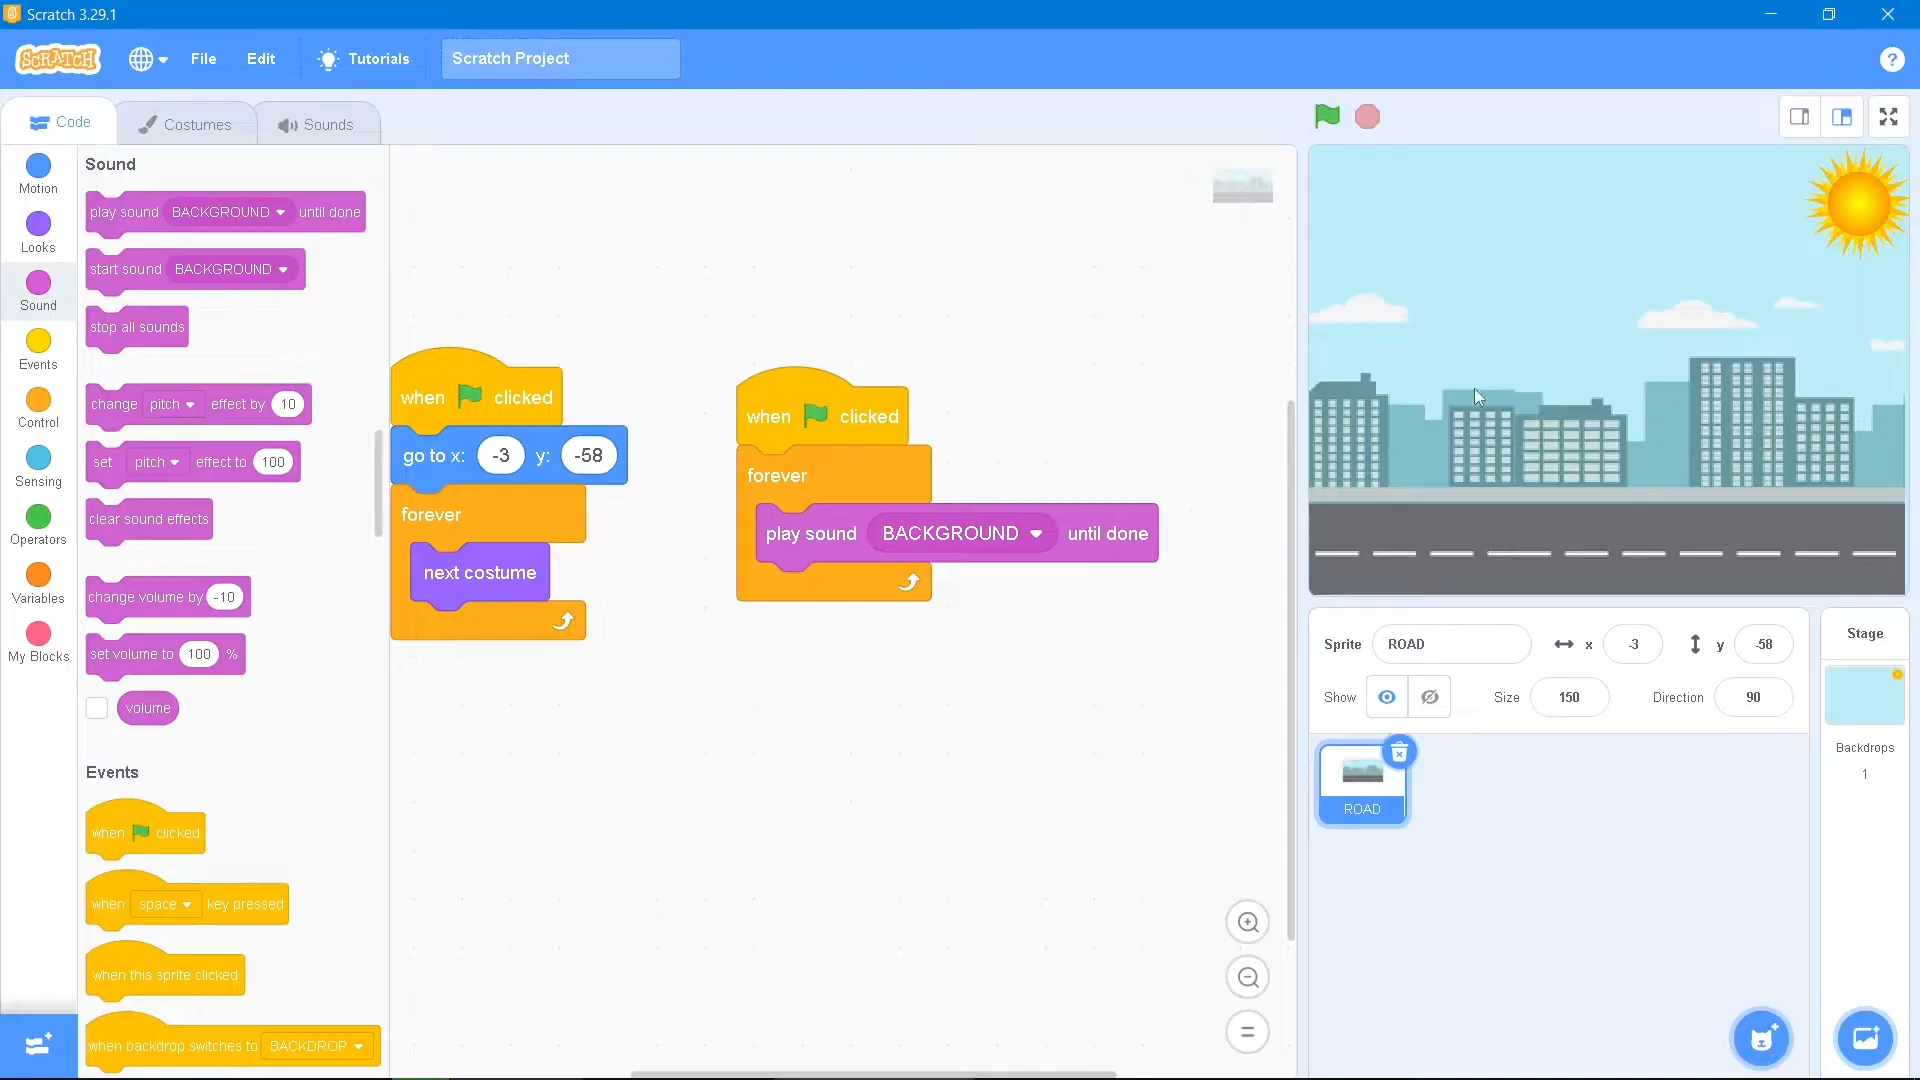 Scratch 3.29.1
SCRATCH
File
Edit
Tutorials
Scratch Project
?
Code
Costumes
Sounds
Motion
Looks
Sound
Events
Control
Sensing
Operators
Variables
My Blocks
Sound
play sound BACKGROUND until done
start sound BACKGROUND
stop all sounds
change pitch effect by 10
set pitch effect to 100
clear sound effects
change volume by -10
set volume to 100 %
volume
Events
when clicked
when space key pressed
when this sprite clicked
when backdrop switches to BACKDROP
when clicked
go to x: -3 y: -58
forever
next costume
when clicked
forever
play sound BACKGROUND until done
Sprite ROAD x -3 y -58
Show Size 150 Direction 90
ROAD
Stage
Backdrops
1